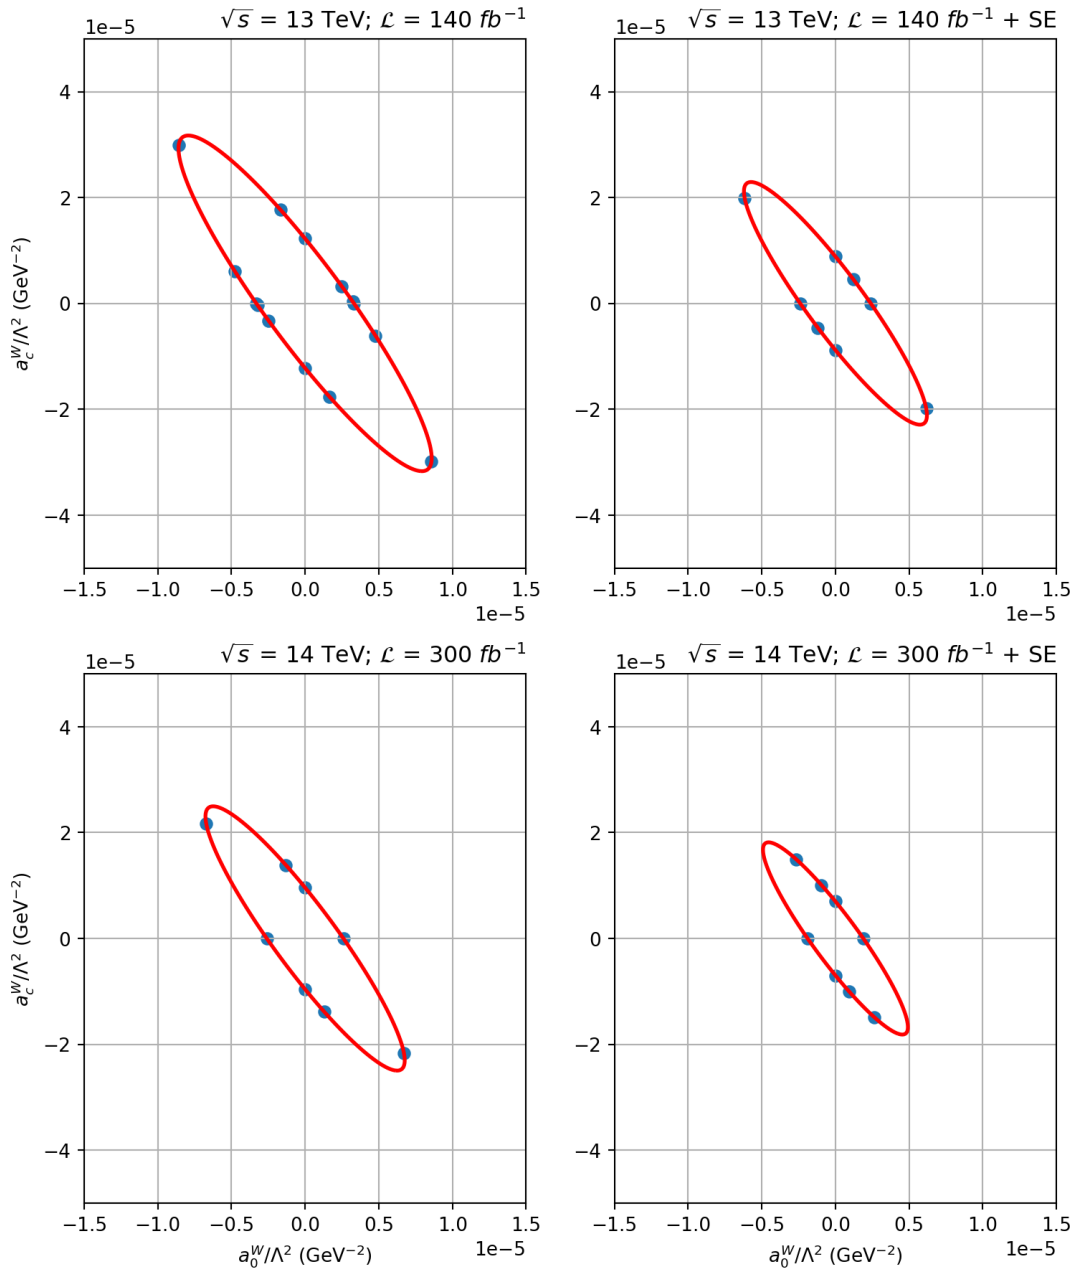 √s = 13 TeV; ℒ = 140 fb⁻¹
1e−5
4
2
0
−2
−4
a_c^W/Λ² (GeV⁻²)
−1.5 −1.0 −0.5 0.0 0.5 1.0 1.5
1e−5
√s = 13 TeV; ℒ = 140 fb⁻¹ + SE
1e−5
4
2
0
−2
−4
−1.5 −1.0 −0.5 0.0 0.5 1.0 1.5
1e−5
√s = 14 TeV; ℒ = 300 fb⁻¹
1e−5
4
2
0
−2
−4
a_c^W/Λ² (GeV⁻²)
−1.5 −1.0 −0.5 0.0 0.5 1.0 1.5
1e−5
a_0^W/Λ² (GeV⁻²)
√s = 14 TeV; ℒ = 300 fb⁻¹ + SE
1e−5
4
2
0
−2
−4
−1.5 −1.0 −0.5 0.0 0.5 1.0 1.5
1e−5
a_0^W/Λ² (GeV⁻²)